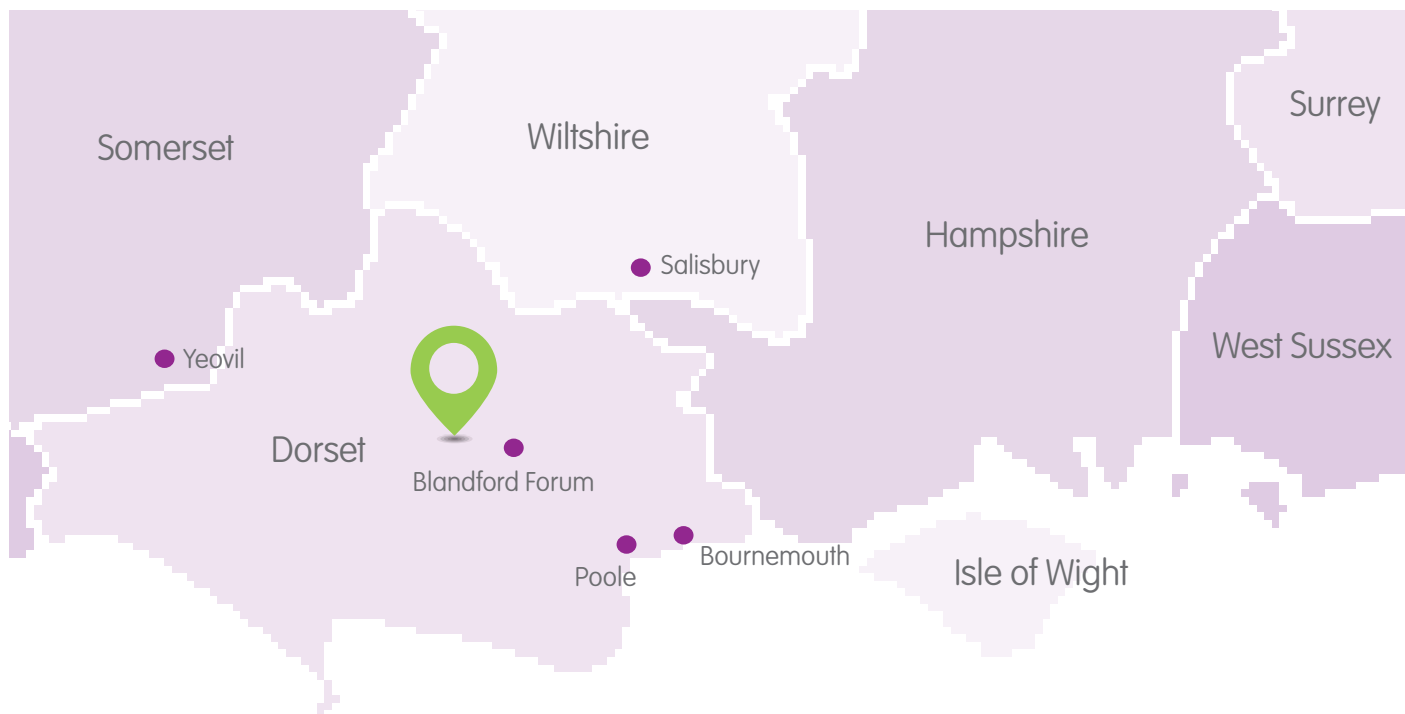 Surrey
Wiltshire
Somerset
Hampshire
Salisbury
West Sussex
Yeovil
Dorset
Blandford Forum
Bournemouth
Isle of Wight
Poole